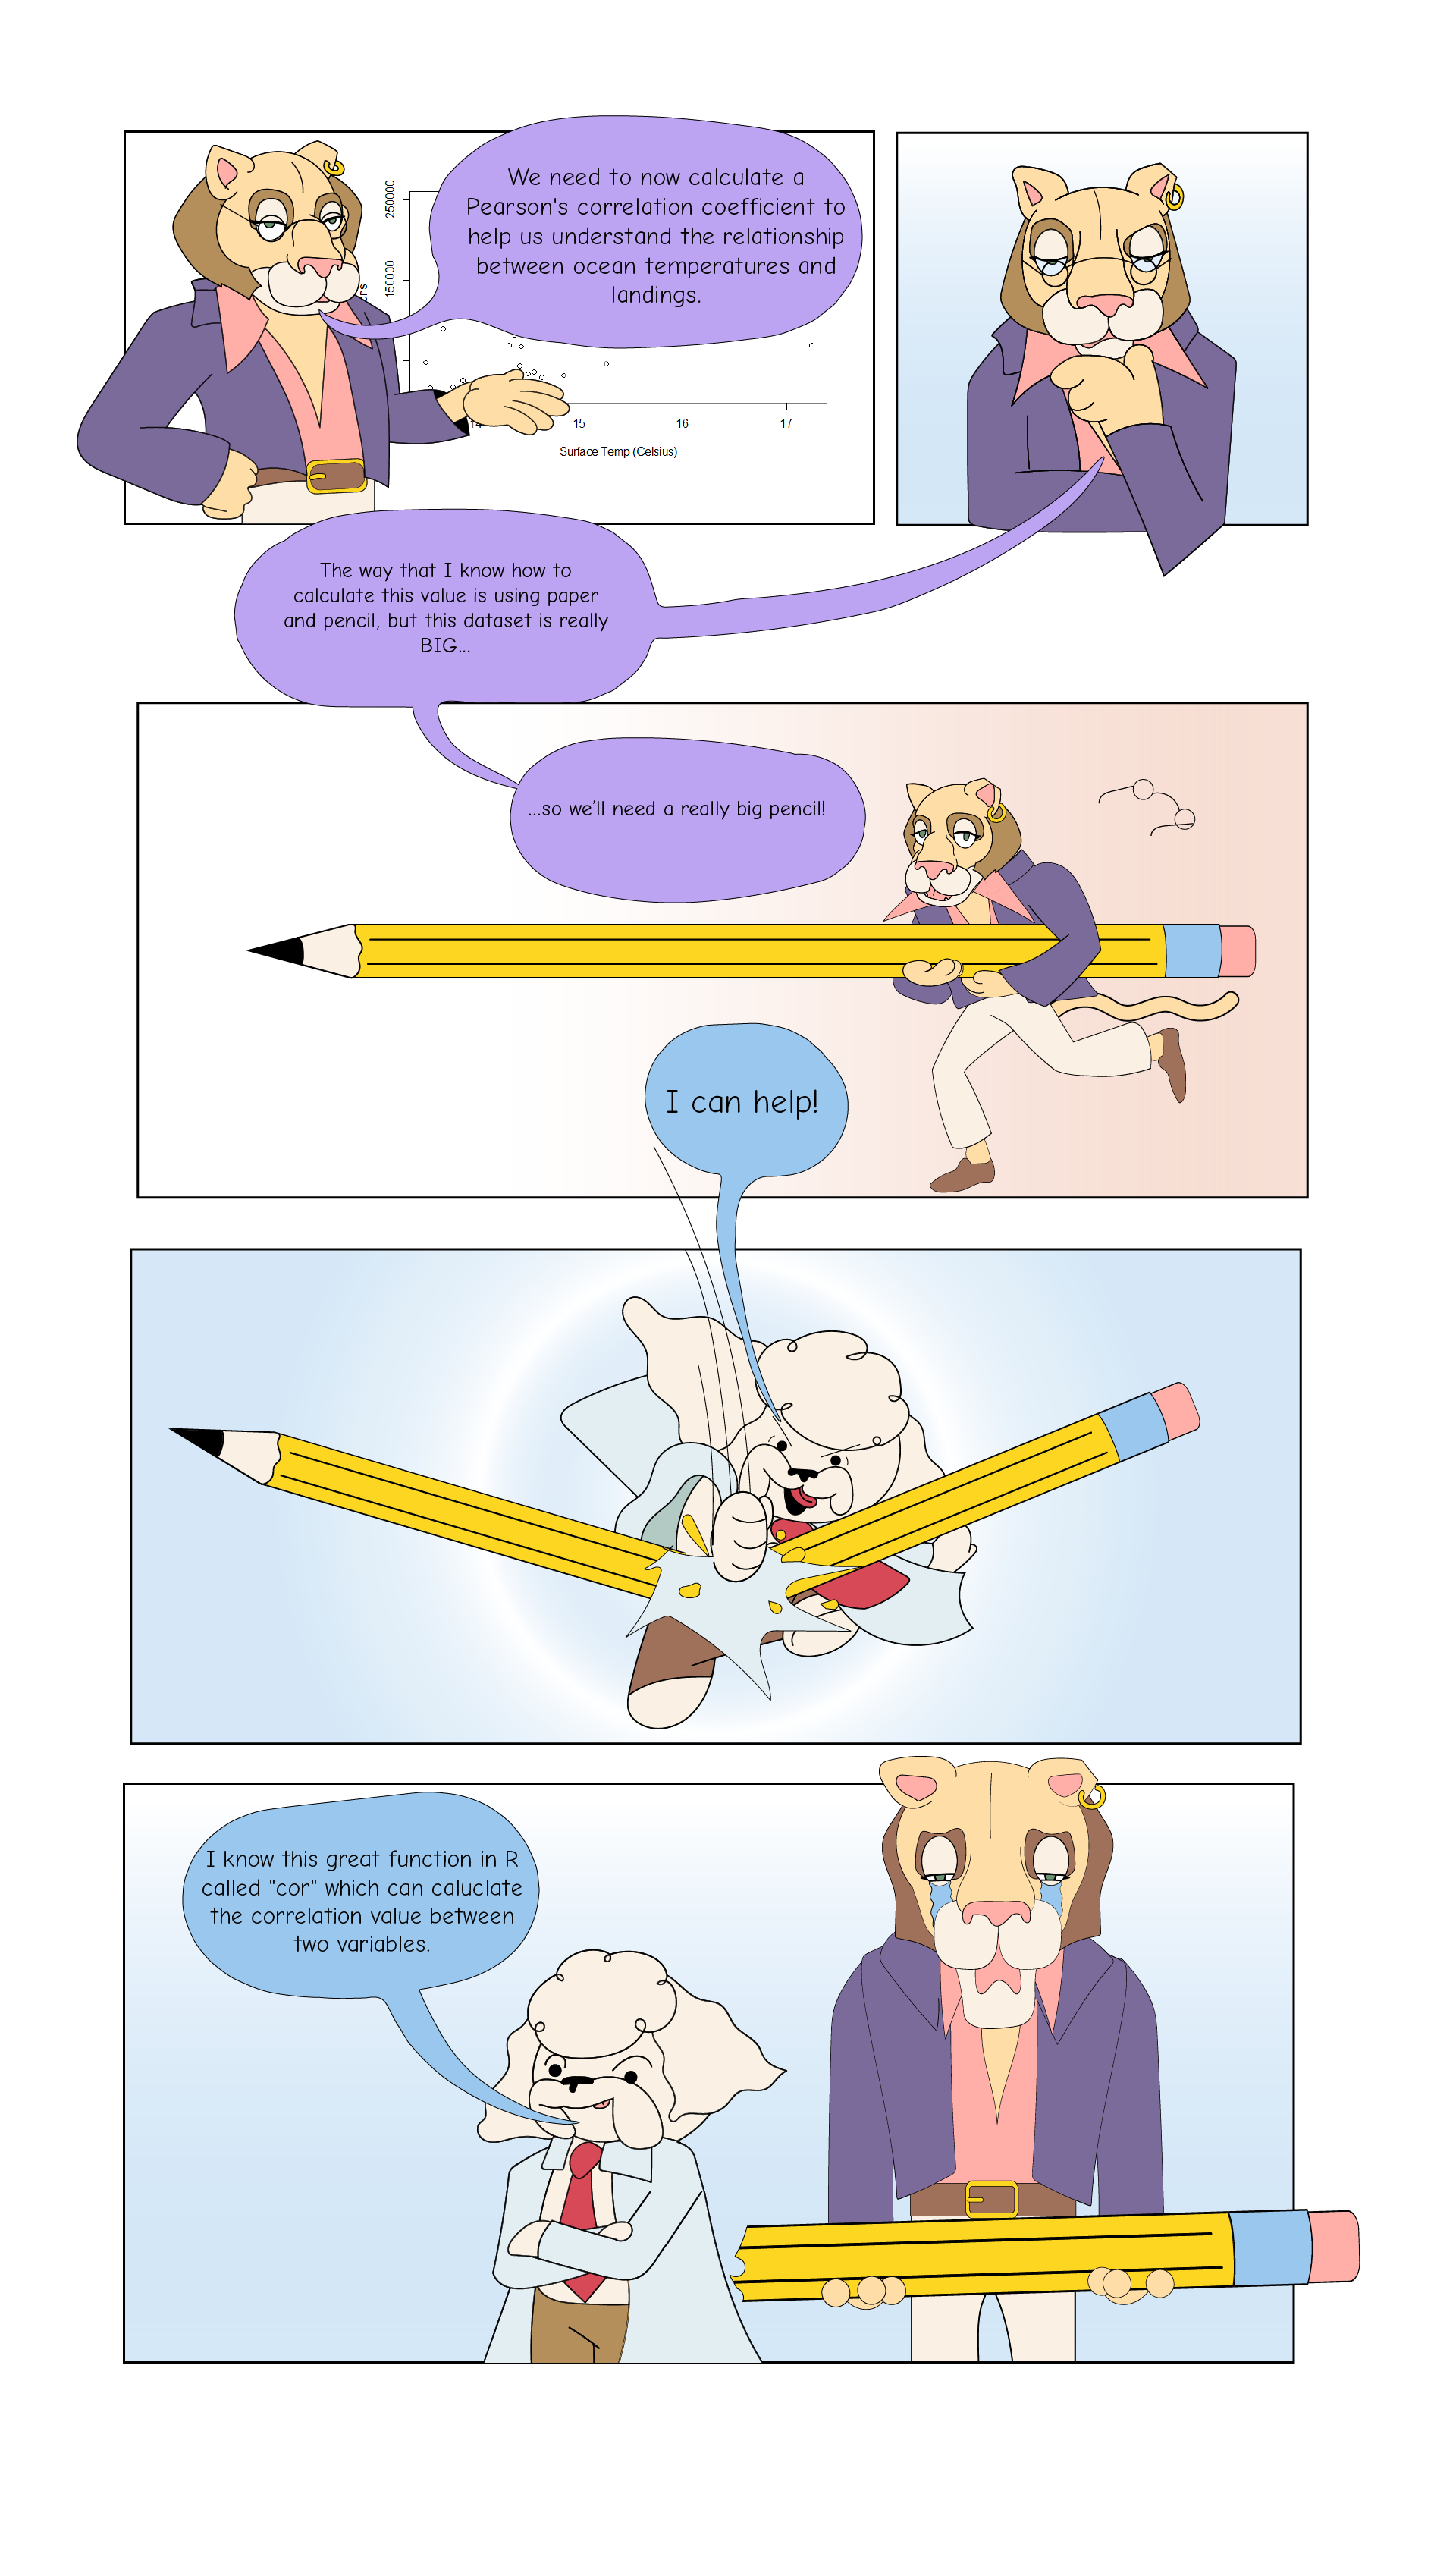 We need to now calculate a
Pearson's correlation coefficient to
help us understand the relationship
between ocean temperatures and
landings.
250000
150000
15
16
17
Surface Temp (Celsius)
The way that I know how to
calculate this value is using paper
and pencil, but this dataset is really
BIG...
...so we'll need a really big pencil!
I can help!
I know this great function in R
called "cor" which can caluclate
the correlation value between
two variables.